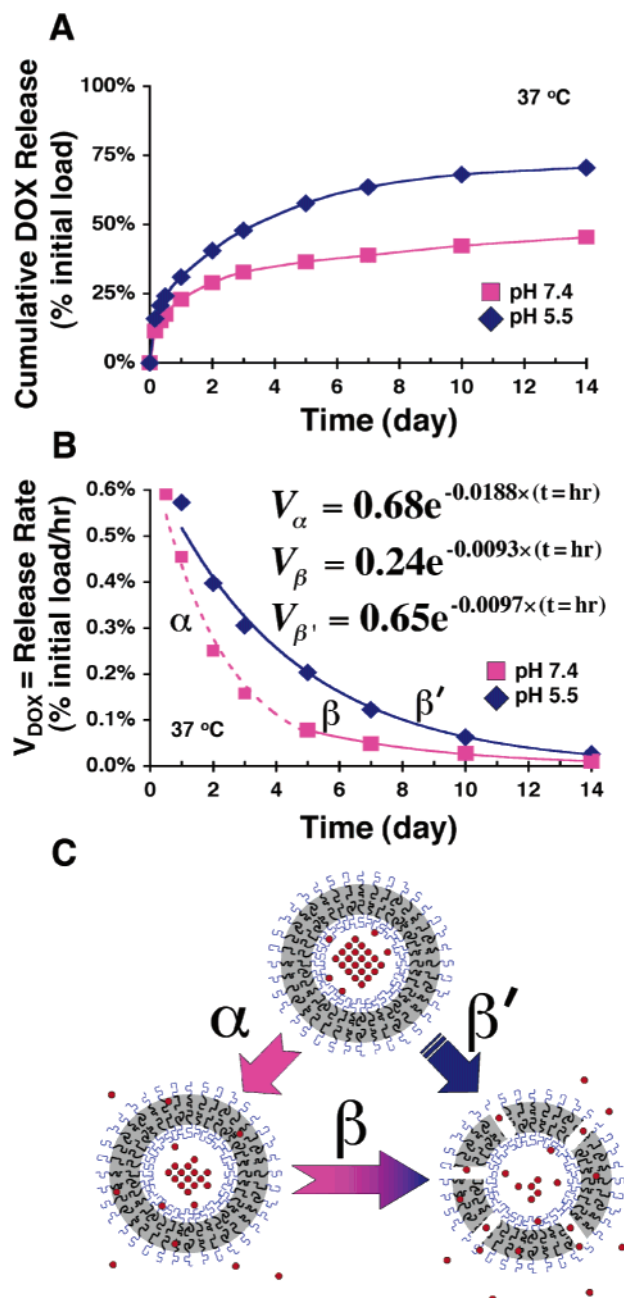 A
Cumulative DOX Release
(% initial load)
100%
75%
50%
25%
0%
37 °C
pH 7.4
pH 5.5
0 2 4 6 8 10 12 14
Time (day)
B
V_DOX = Release Rate
(% initial load/hr)
0.6%
0.5%
0.4%
0.3%
0.2%
0.1%
0.0%
V_α = 0.68e^-0.0188×(t=hr)
V_β = 0.24e^-0.0093×(t=hr)
V_β' = 0.65e^-0.0097×(t=hr)
α
β
β′
pH 7.4
pH 5.5
37 °C
0 2 4 6 8 10 12 14
Time (day)
C
α
β′
β